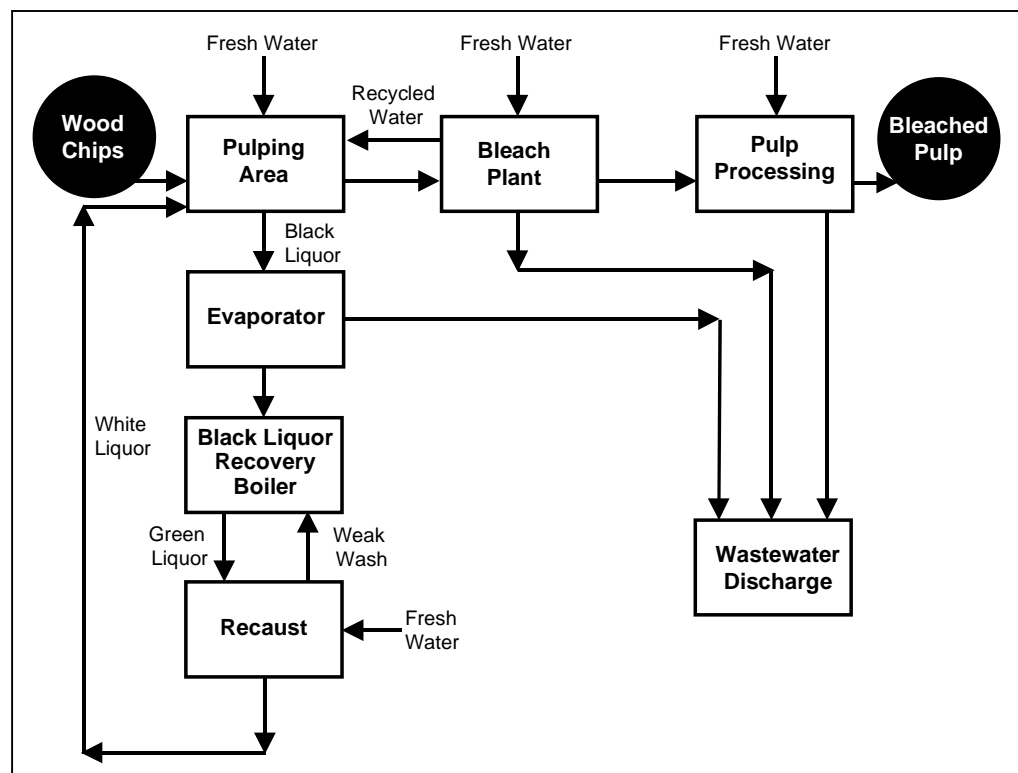 Fresh Water
Fresh Water
Fresh Water
Recycled
Water
Wood
Chips
Pulping
Area
Bleach
Plant
Pulp
Processing
Bleached
Pulp
Black
Liquor
Evaporator
White
Liquor
Black Liquor
Recovery
Boiler
Green
Liquor
Weak
Wash
Wastewater
Discharge
Recaust
Fresh
Water